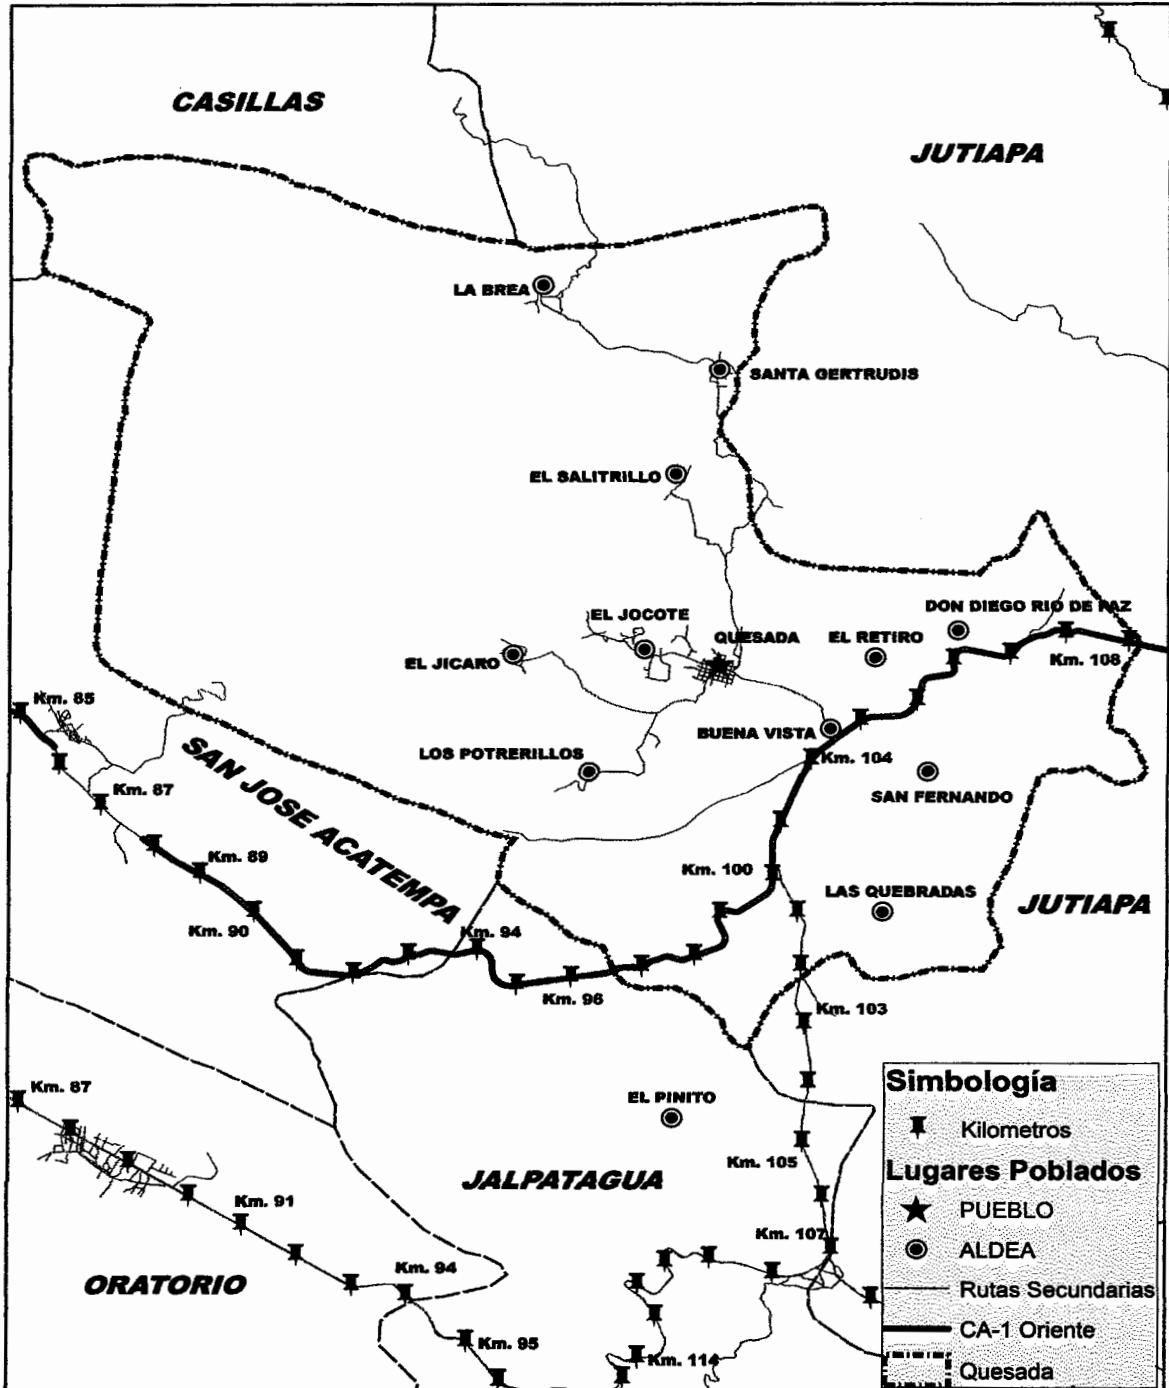 CASILLAS
JUTIAPA
LA BREA
SANTA GERTRUDIS
EL SALITRILLO
DON DIEGO RIO DE PAZ
EL JOCOTE
QUESADA
EL RETIRO
EL JICARO
Km. 108
Km. 85
BUENA VISTA
LOS POTRERILLOS
Km. 104
Km. 87
SAN JOSE ACATEMPA
SAN FERNANDO
Km. 89
Km. 100
LAS QUEBRADAS
JUTIAPA
Km. 90
Km. 94
Km. 96
Km. 103
Km. 87
EL PINITO
Km. 105
JALPATAGUA
Km. 91
Km. 107
ORATORIO
Km. 94
Km. 95
Km. 114
Simbología
Kilometros
Lugares Poblados
PUEBLO
ALDEA
Rutas Secundarias
CA-1 Oriente
Quesada